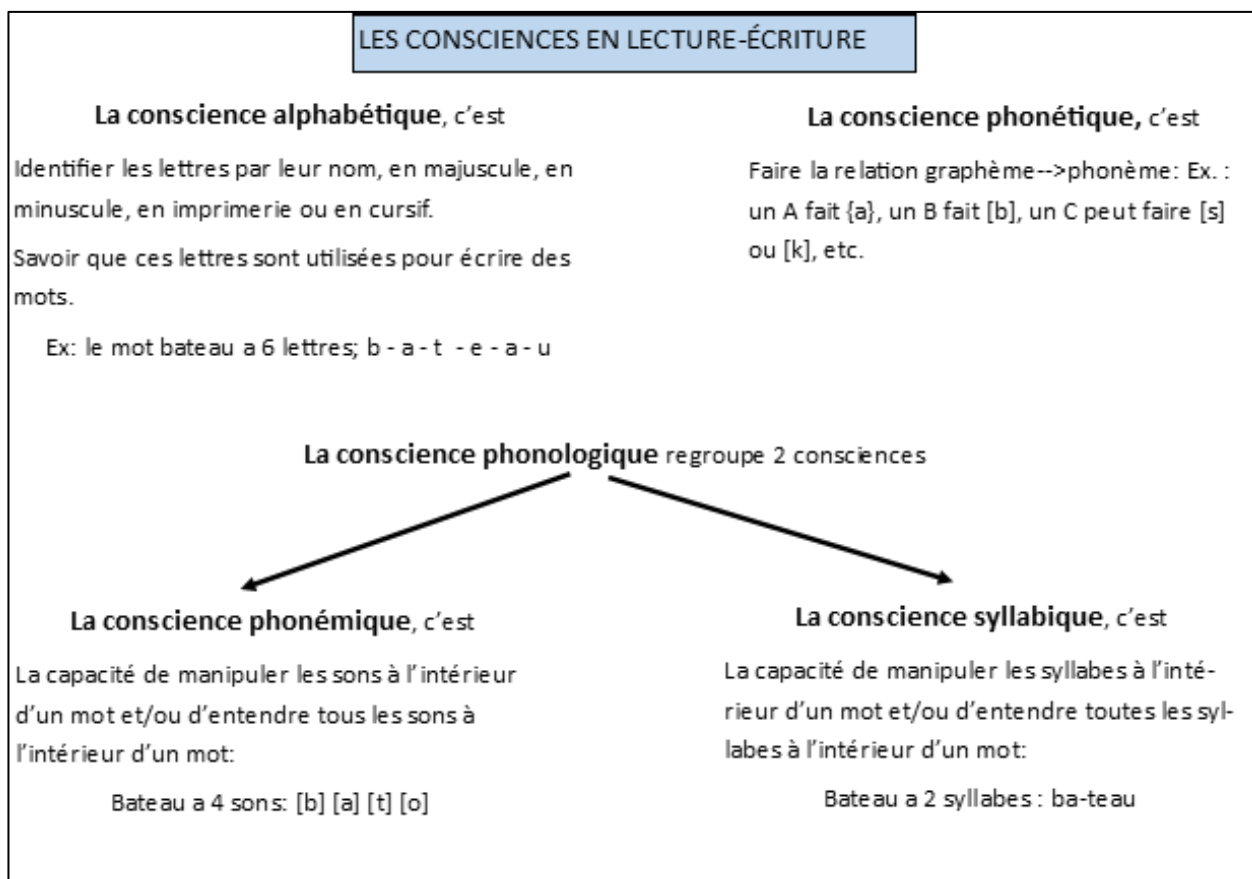 LES CONSCIENCES EN LECTURE-ÉCRITURE
La conscience alphabétique, c’est
Identifier les lettres par leur nom, en majuscule, en
minuscule, en imprimerie ou en cursif.
Savoir que ces lettres sont utilisées pour écrire des
mots.
Ex: le mot bateau a 6 lettres; b - a - t - e - a - u
La conscience phonétique, c’est
Faire la relation graphème-->phonème: Ex. :
un A fait {a}, un B fait [b], un C peut faire [s]
ou [k], etc.
La conscience phonologique regroupe 2 consciences
La conscience phonémique, c’est
La capacité de manipuler les sons à l’intérieur
d’un mot et/ou d’entendre tous les sons à
l’intérieur d’un mot:
Bateau a 4 sons: [b] [a] [t] [o]
La conscience syllabique, c’est
La capacité de manipuler les syllabes à l’inté-
rieur d’un mot et/ou d’entendre toutes les syl-
labes à l’intérieur d’un mot:
Bateau a 2 syllabes : ba-teau